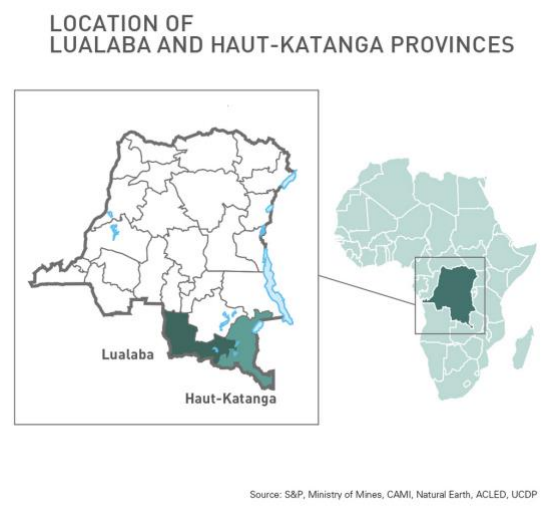 LOCATION OF
LUALABA AND HAUT-KATANGA PROVINCES
Lualaba
Haut-Katanga
Source: S&P, Ministry of Mines, CAMI, Natural Earth, ACLED, UCDP